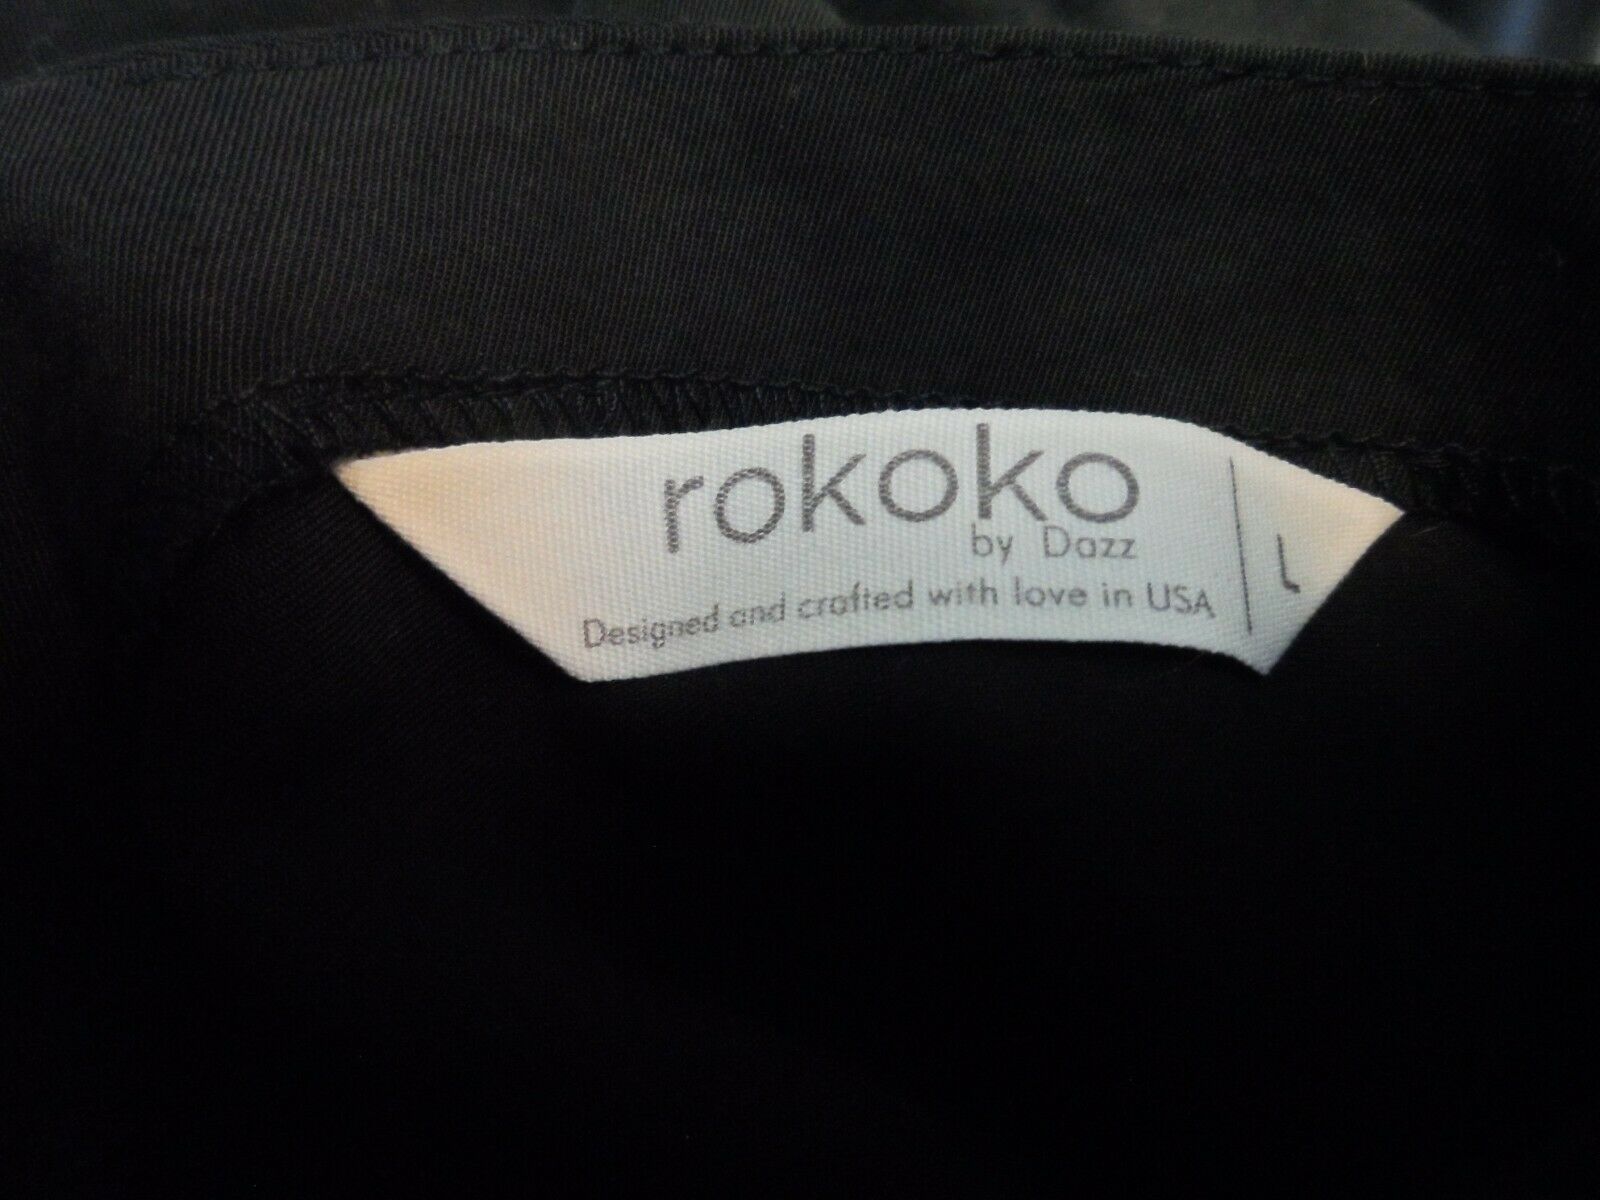 rokoko
by Dazz
Designed and crafted with love in USA
L